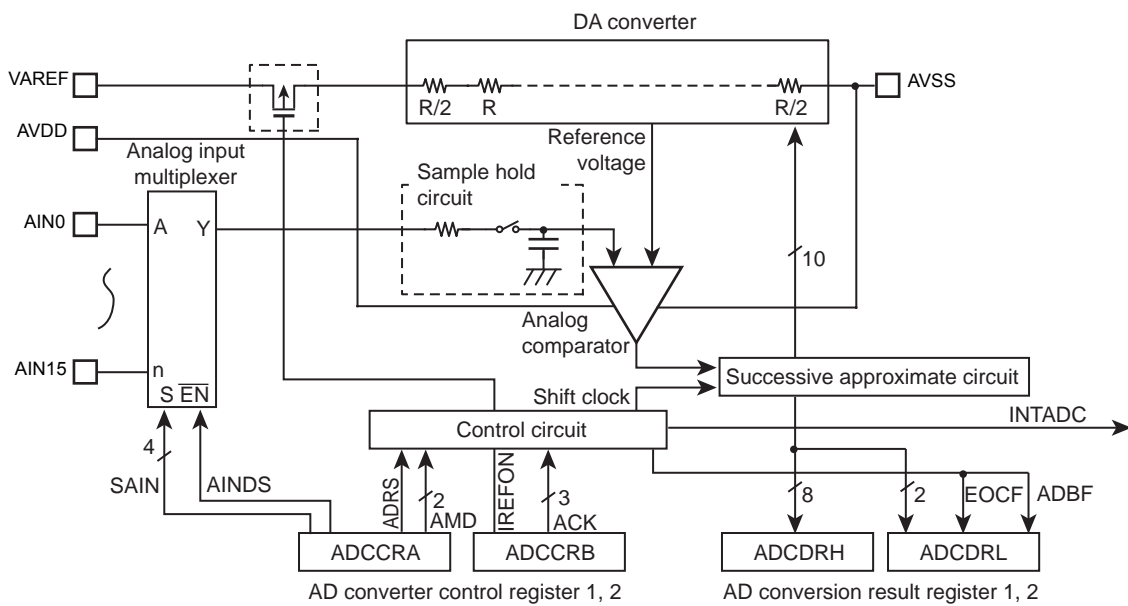 DA converter
VAREF
AVSS
R/2
R
R/2
AVDD
Reference
voltage
Analog input
multiplexer
Sample hold
circuit
AIN0
A
Y
10
Analog
comparator
AIN15
n
S EN
Successive approximate circuit
Shift clock
INTADC
Control circuit
4
SAIN
AINDS
ADRS
2
AMD
IREFON
3
ACK
8
2
EOCF
ADBF
ADCCRA
ADCCRB
ADCDRH
ADCDRL
AD converter control register 1, 2
AD conversion result register 1, 2